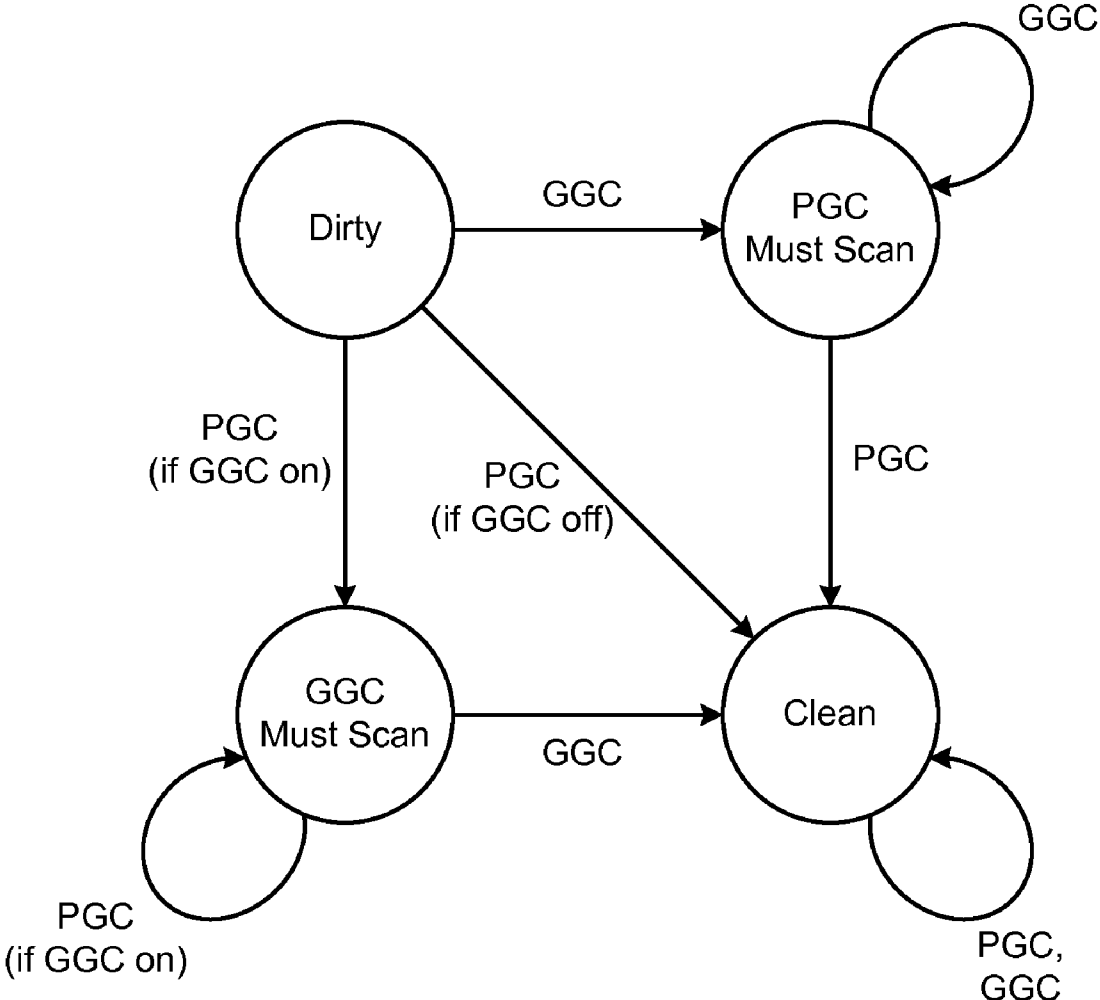 GGC
Dirty
GGC
PGC
Must Scan
PGC
(if GGC on)
PGC
(if GGC off)
PGC
GGC
Must Scan
GGC
Clean
PGC
(if GGC on)
PGC,
GGC